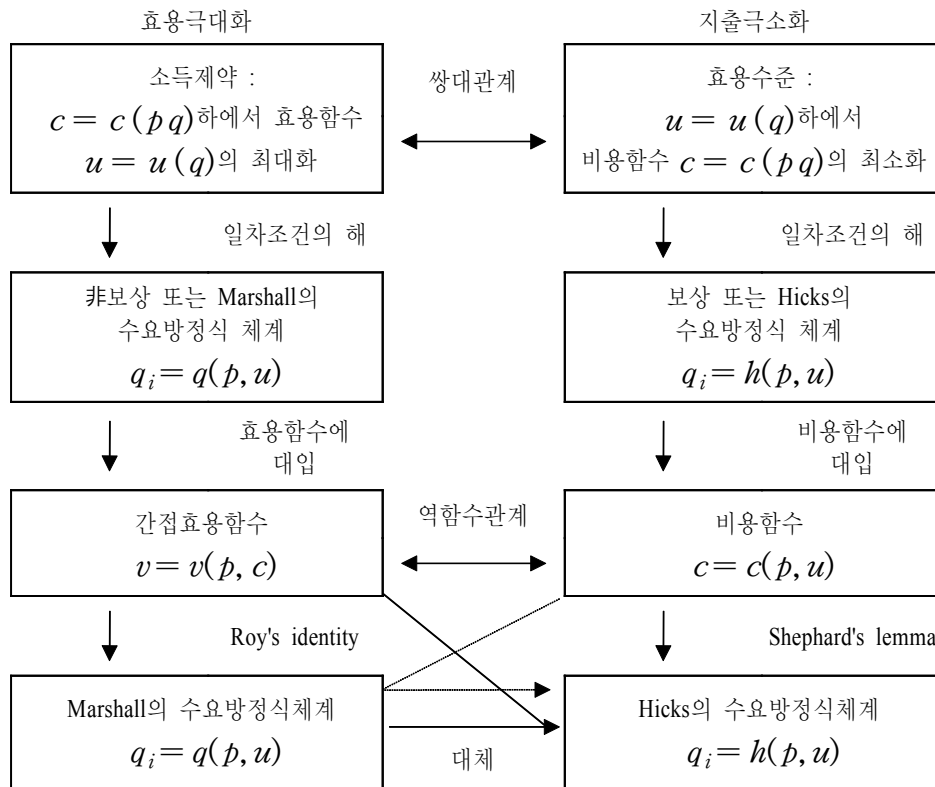 효용극대화
지출극소화
소득제약 :
c = c(pq)하에서 효용함수
u = u(q)의 최대화
쌍대관계
효용수준 :
u = u(q)하에서
비용함수 c = c(pq)의 최소화
일차조건의 해
일차조건의 해
非보상 또는 Marshall의
수요방정식 체계
q_i = q(p, u)
보상 또는 Hicks의
수요방정식 체계
q_i = h(p, u)
효용함수에
대입
비용함수에
대입
간접효용함수
v = v(p, c)
역함수관계
비용함수
c = c(p, u)
Roy's identity
Shephard's lemma
Marshall의 수요방정식체계
q_i = q(p, u)
대체
Hicks의 수요방정식체계
q_i = h(p, u)